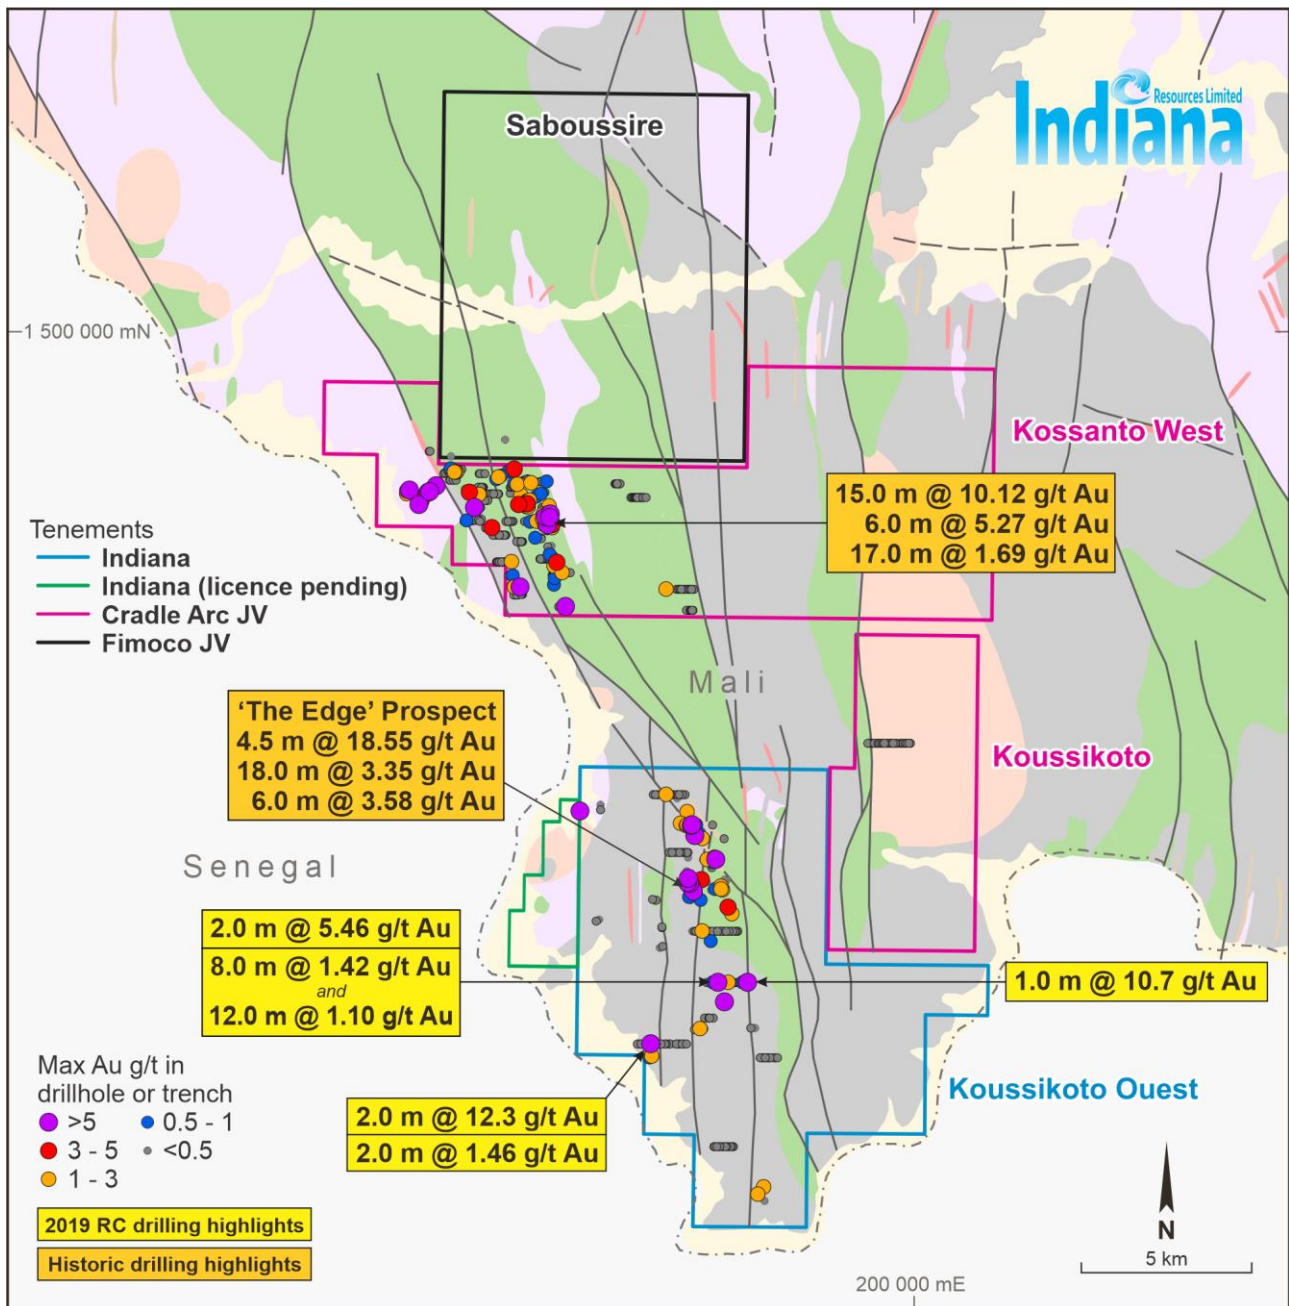 Saboussire
Indiana
Resources Limited
1 500 000 mN
Kossanto West
15.0 m @ 10.12 g/t Au
6.0 m @ 5.27 g/t Au
17.0 m @ 1.69 g/t Au
Tenements
Indiana
Indiana (licence pending)
Cradle Arc JV
Fimoco JV
Mali
'The Edge' Prospect
4.5 m @ 18.55 g/t Au
18.0 m @ 3.35 g/t Au
6.0 m @ 3.58 g/t Au
Koussikoto
Senegal
2.0 m @ 5.46 g/t Au
8.0 m @ 1.42 g/t Au
and
12.0 m @ 1.10 g/t Au
1.0 m @ 10.7 g/t Au
Koussikoto Ouest
2.0 m @ 12.3 g/t Au
2.0 m @ 1.46 g/t Au
Max Au g/t in
drillhole or trench
>5
0.5 - 1
3 - 5
<0.5
1 - 3
2019 RC drilling highlights
Historic drilling highlights
N
5 km
200 000 mE